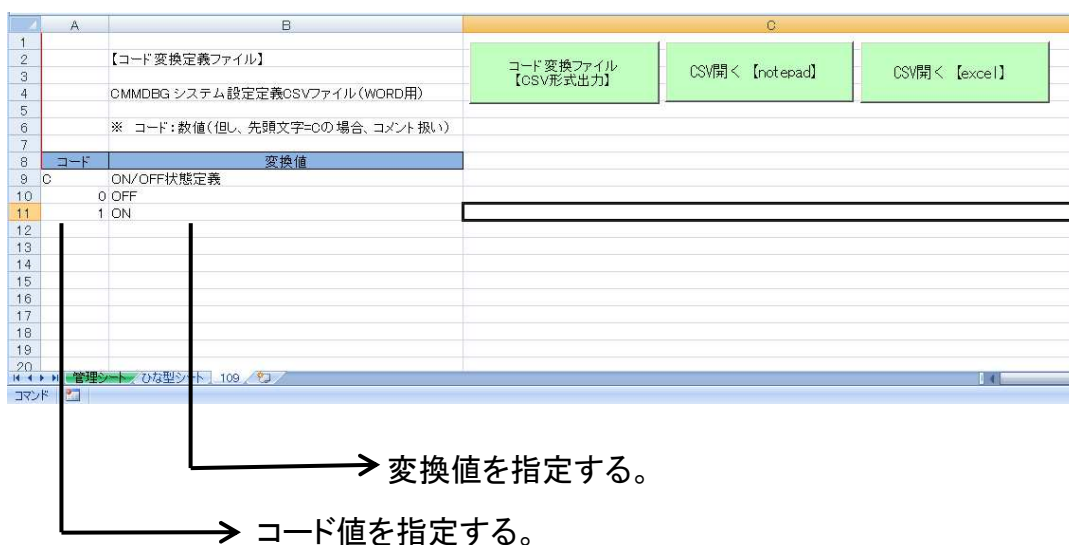 A B C
1
2 【コード変換定義ファイル】
3
4 CMMDBG システム設定定義CSVファイル(WORD用)
5
6 ※ コード:数値(但し、先頭文字=Cの場合、コメント扱い)
7
コード変換ファイル
【CSV形式出力】
CSV開く 【notepad】
CSV開く 【excel】
8 コード 変換値
9 C ON/OFF状態定義
10 0 OFF
11 1 ON
12
13
14
15
16
17
18
19
20
管理シート ひな型シート 109
コマンド
変換値を指定する。
コード値を指定する。